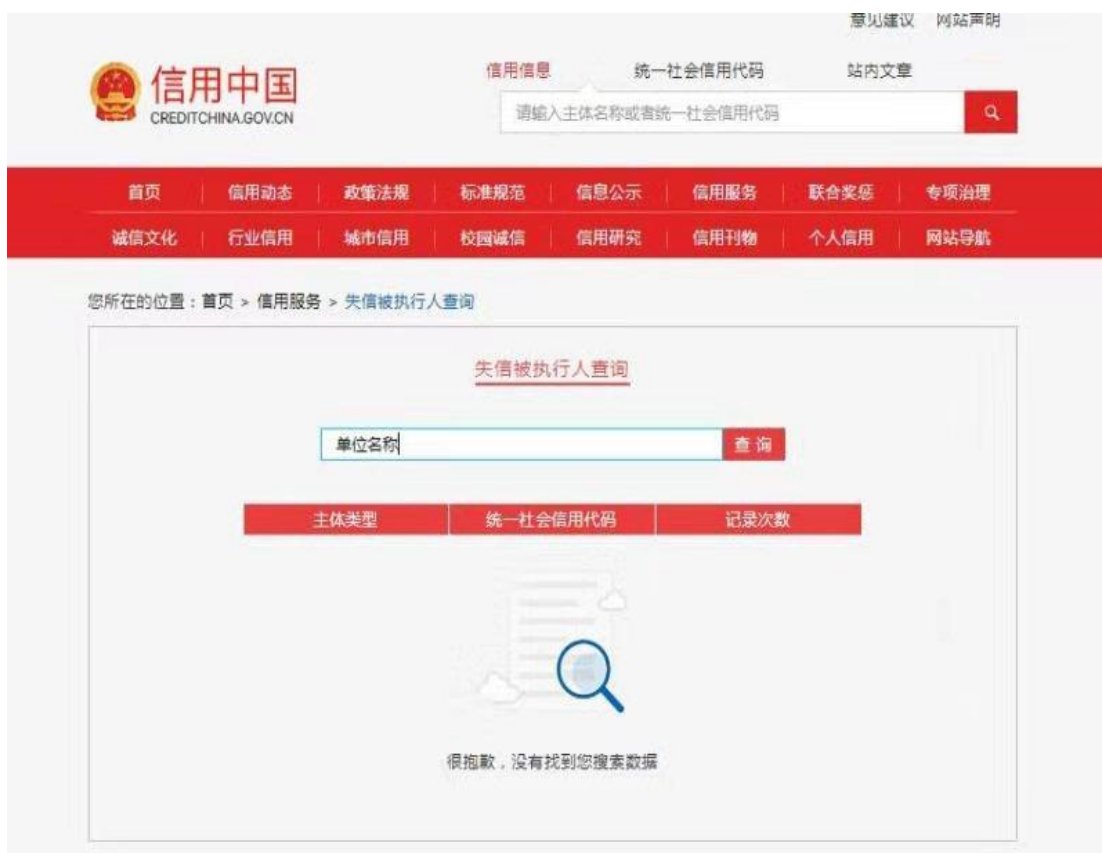 意见建议 网站声明
信用中国
CREDITCHINA.GOV.CN
信用信息 统一社会信用代码 站内文章
请输入主体名称或者统一社会信用代码
首页 信用动态 政策法规 标准规范 信息公示 信用服务 联合奖惩 专项治理
诚信文化 行业信用 城市信用 校园诚信 信用研究 信用刊物 个人信用 网站导航
您所在的位置：首页 > 信用服务 > 失信被执行人查询
失信被执行人查询
单位名称 查询
主体类型 统一社会信用代码 记录次数
很抱歉，没有找到您搜索数据